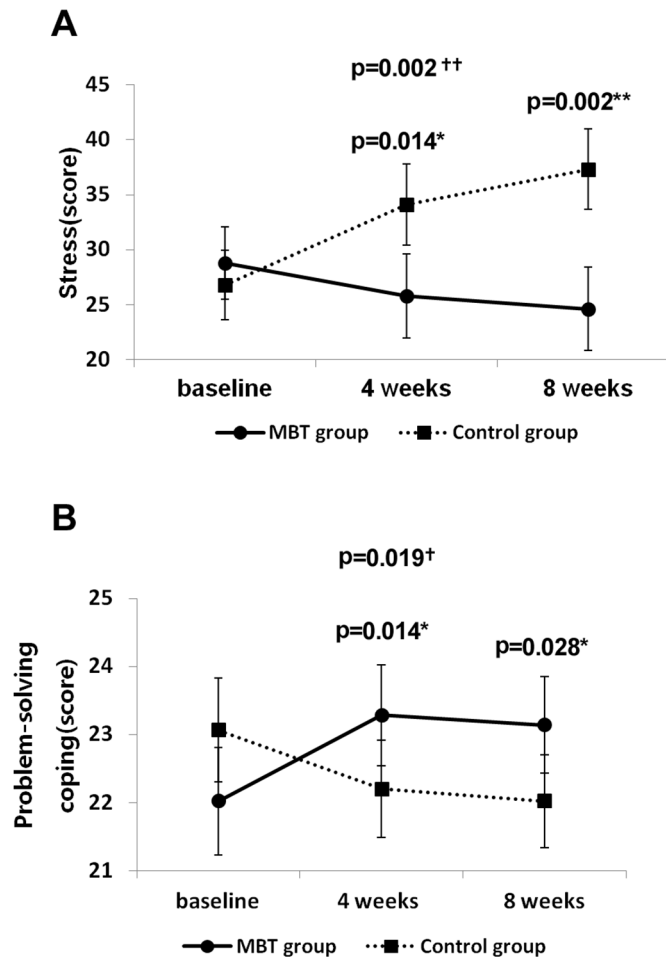 A
p=0.002 ††
45
p=0.002**
40
p=0.014*
35
30
25
20
Stress(score)
baseline 4 weeks 8 weeks
MBT group Control group
B
p=0.019†
25
p=0.014* p=0.028*
24
23
22
21
Problem-solving
coping(score)
baseline 4 weeks 8 weeks
MBT group Control group